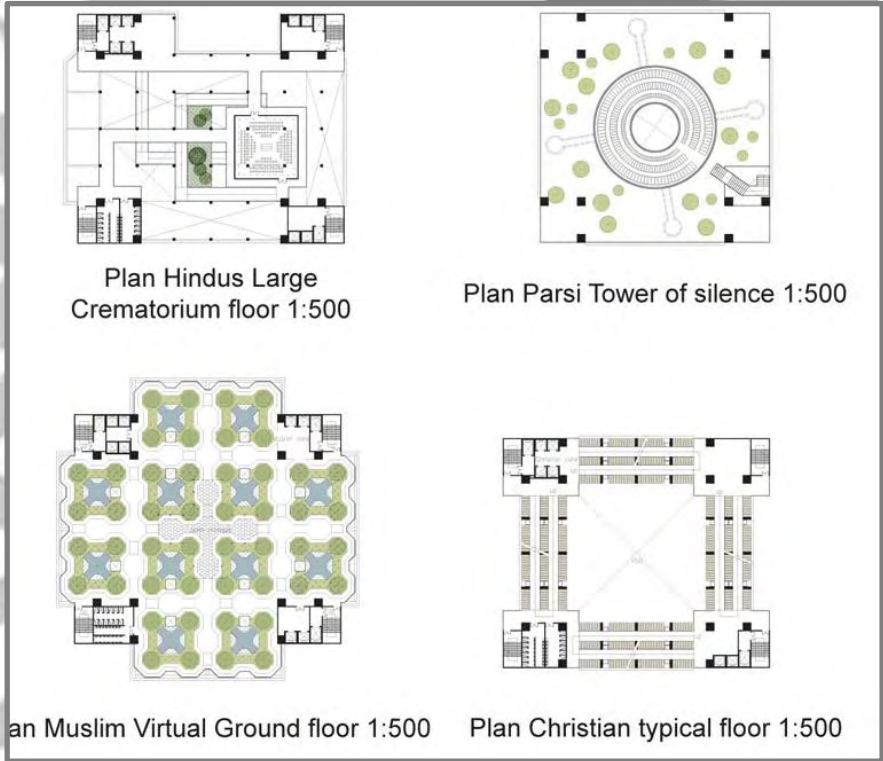 Plan Hindus Large
Crematorium floor 1:500
Plan Parsi Tower of silence 1:500
an Muslim Virtual Ground floor 1:500
Plan Christian typical floor 1:500